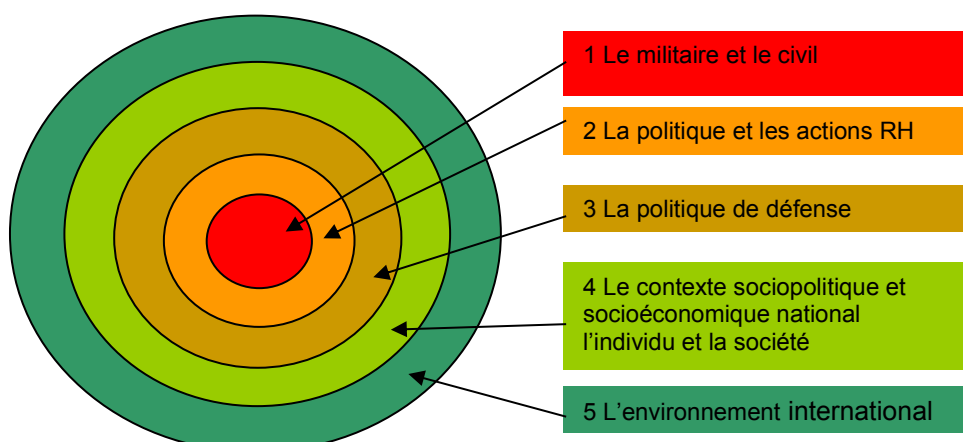 1 Le militaire et le civil
2 La politique et les actions RH
3 La politique de défense
4 Le contexte sociopolitique et
socioéconomique national
l'individu et la société
5 L'environnement international